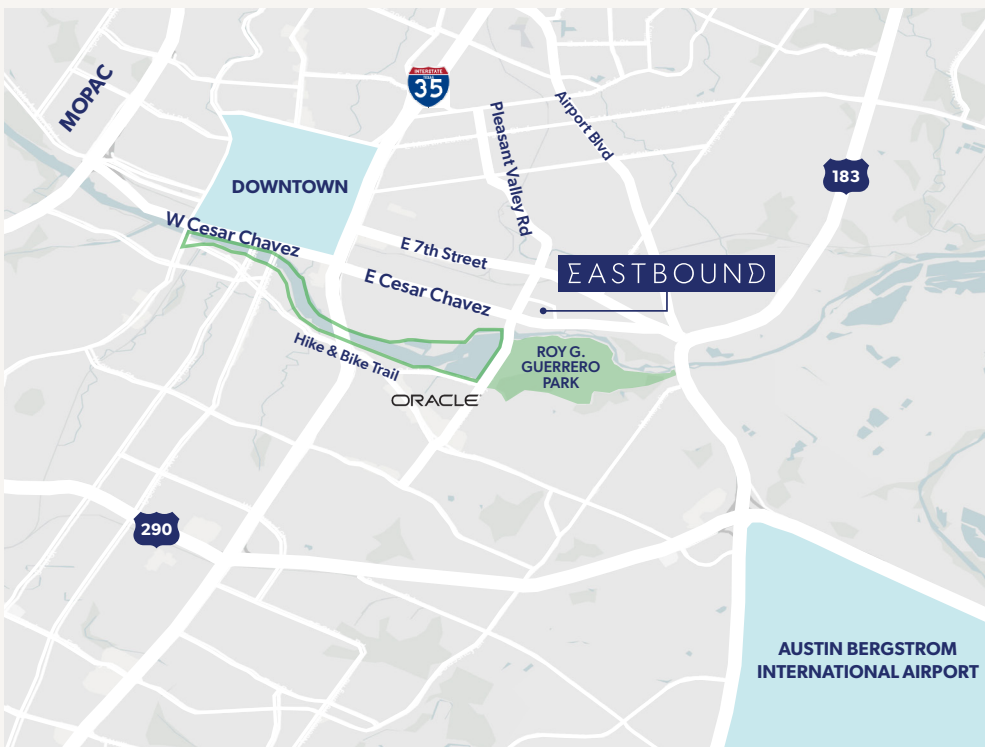 MOPAC
INTERSTATE
TEXAS
35
Pleasant Valley Rd
Airport Blvd
183
DOWNTOWN
W Cesar Chavez
E 7th Street
EASTBOUND
E Cesar Chavez
Hike & Bike Trail
ROY G.
GUERRERO
PARK
ORACLE
290
AUSTIN BERGSTROM
INTERNATIONAL AIRPORT